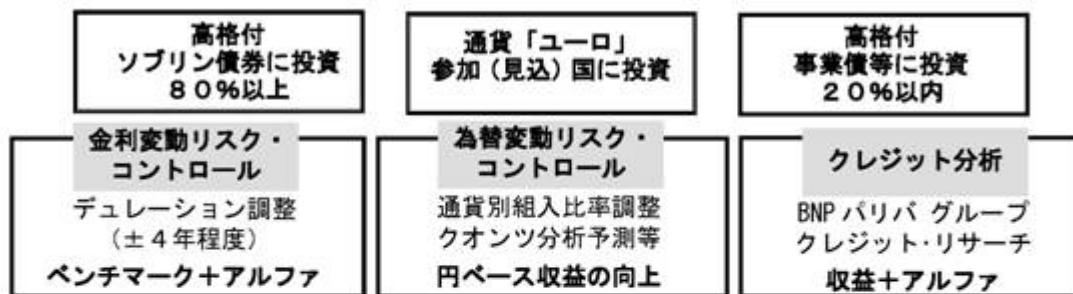 高格付
ソブリン債券に投資
８０％以上
通貨「ユーロ」
参加（見込）国に投資
高格付
事業債等に投資
２０％以内
金利変動リスク・
コントロール
デュレーション調整
（±４年程度）
ベンチマーク＋アルファ
為替変動リスク・
コントロール
通貨別組入比率調整
クオンツ分析予測等
円ベース収益の向上
クレジット分析
BNPパリバ グループ
クレジット・リサーチ
収益＋アルファ